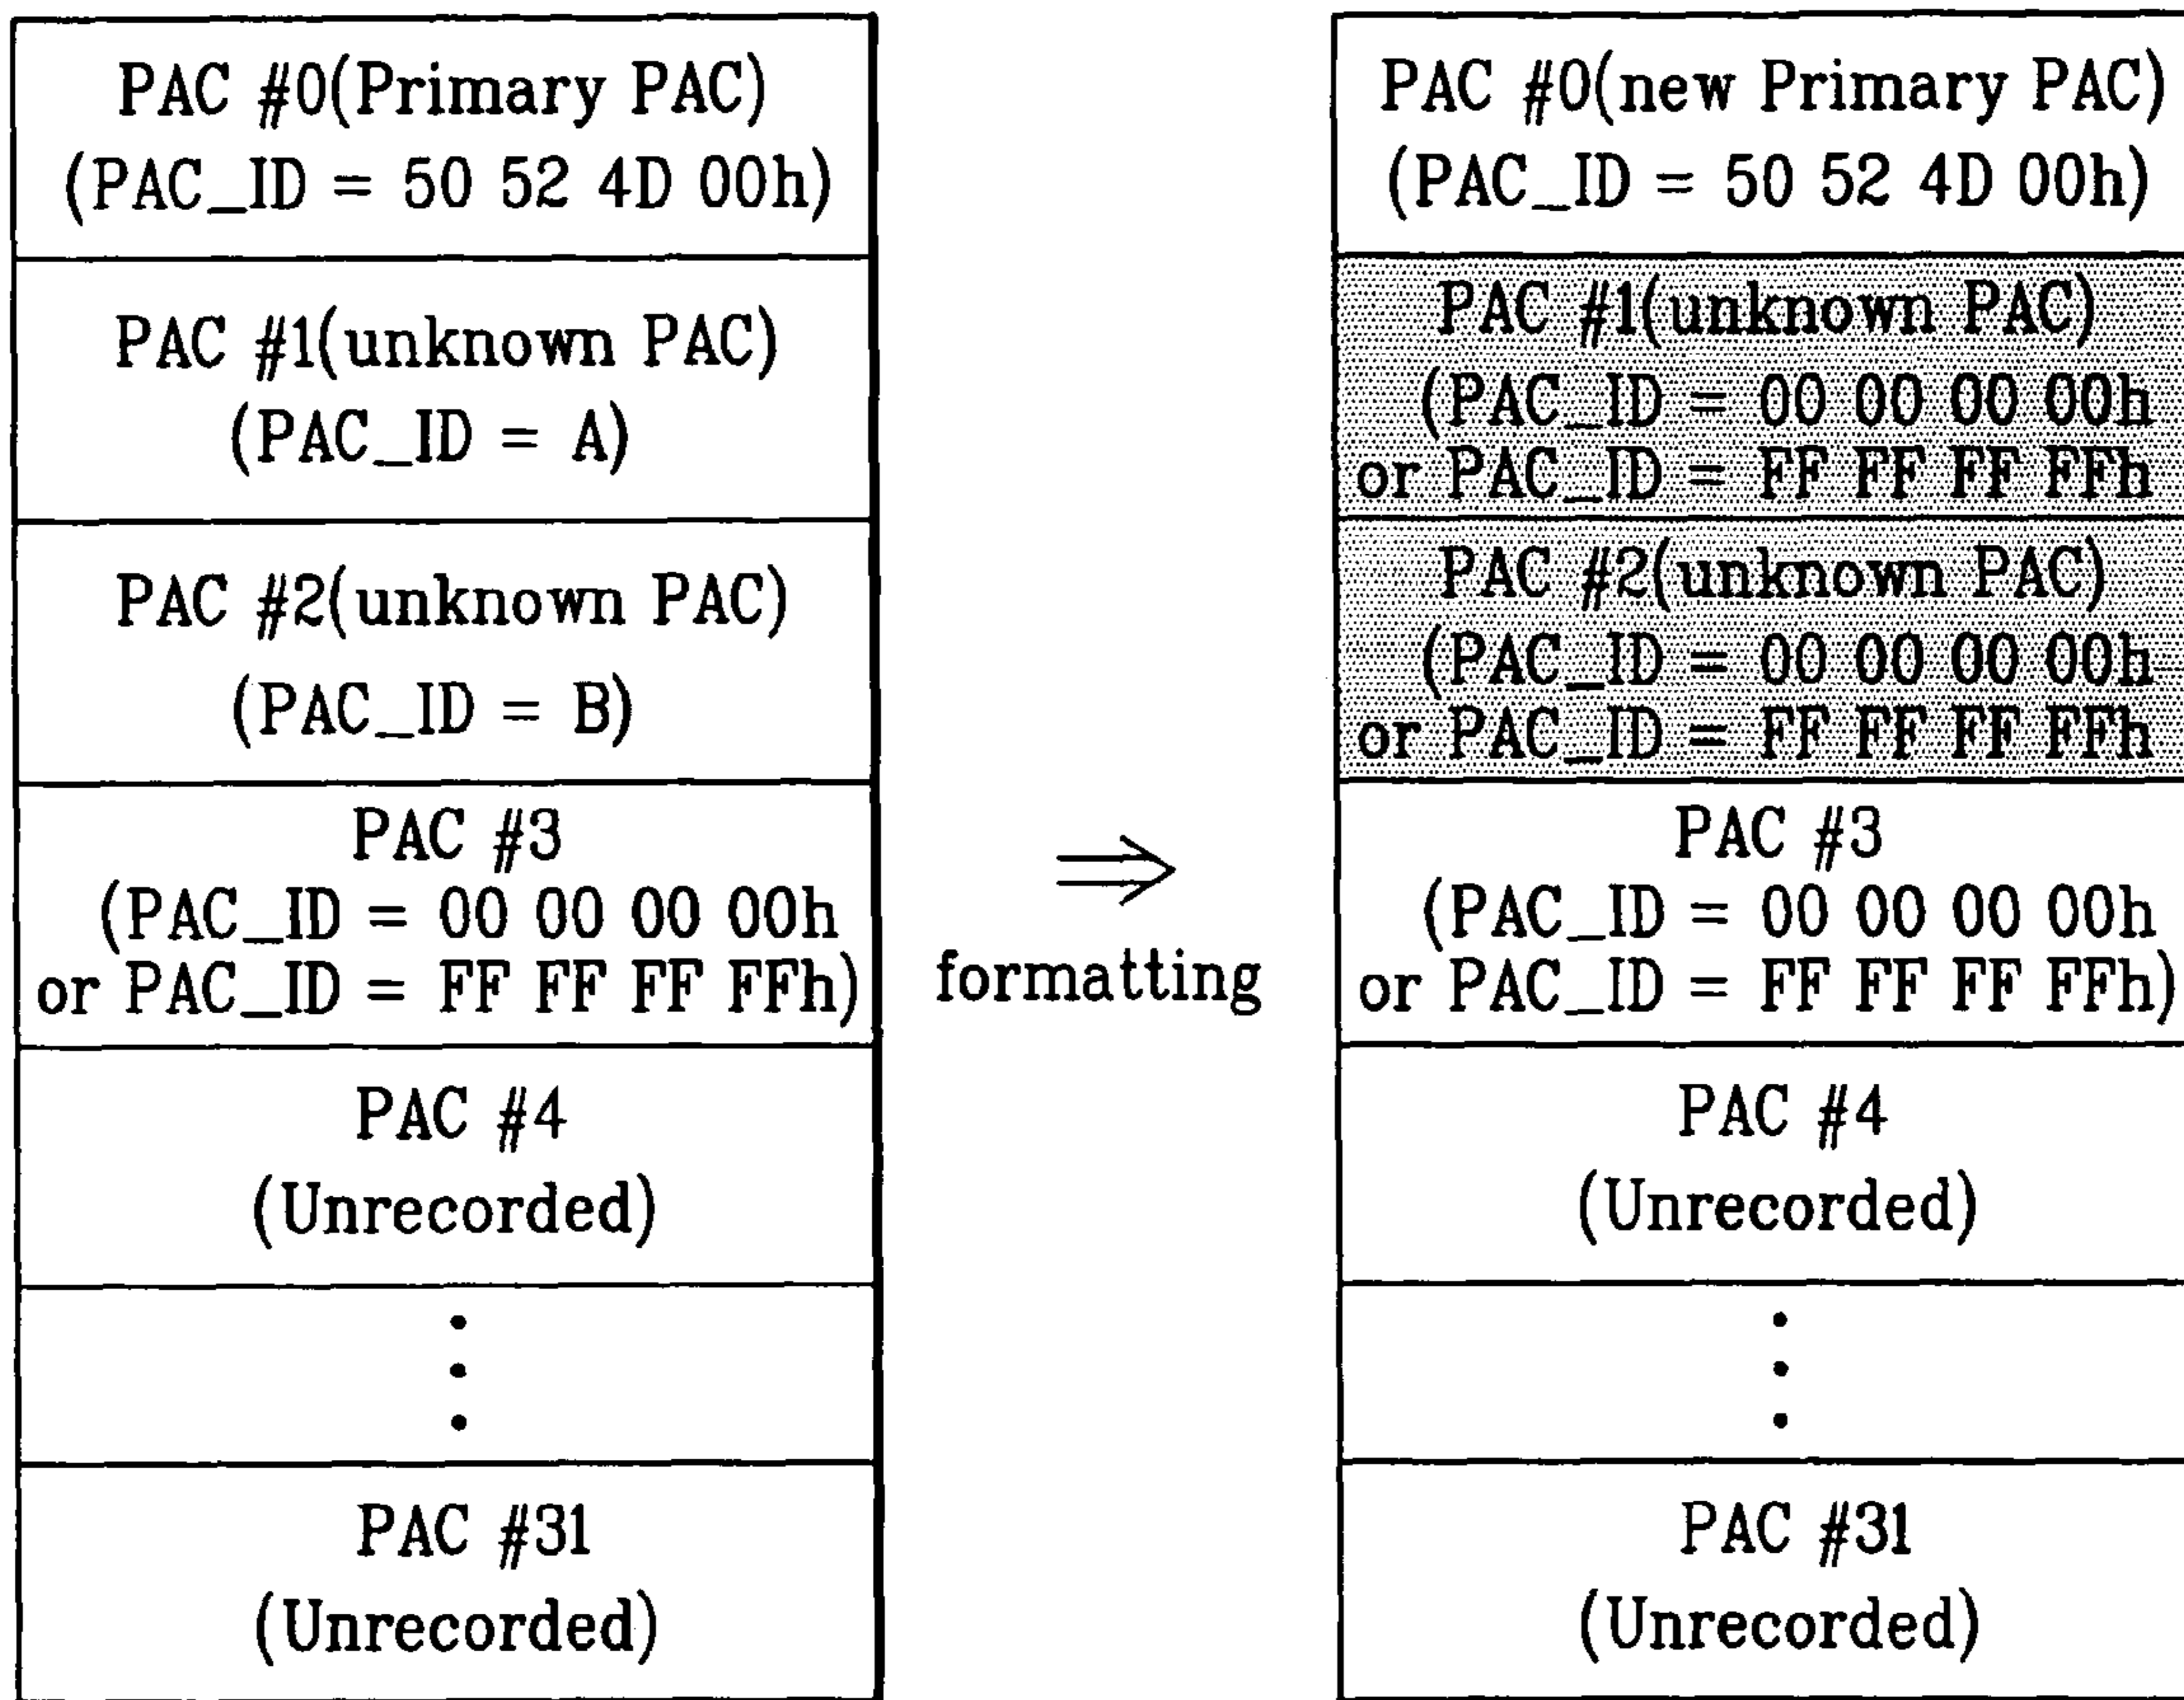 PAC #0(Primary PAC)
(PAC_ID = 50 52 4D 00h)
PAC #1(unknown PAC)
(PAC_ID = A)
PAC #2(unknown PAC)
(PAC_ID = B)
PAC #3
(PAC_ID = 00 00 00 00h
or PAC_ID = FF FF FF FFh)
PAC #4
(Unrecorded)
PAC #31
(Unrecorded)
formatting
PAC #0(new Primary PAC)
(PAC_ID = 50 52 4D 00h)
PAC #1(unknown PAC)
(PAC_ID = 00 00 00 00h
or PAC_ID = FF FF FF FFh
PAC #2(unknown PAC)
(PAC_ID = 00 00 00 00h
or PAC_ID = FF FF FF FFh
PAC #3
(PAC_ID = 00 00 00 00h
or PAC_ID = FF FF FF FFh)
PAC #4
(Unrecorded)
PAC #31
(Unrecorded)